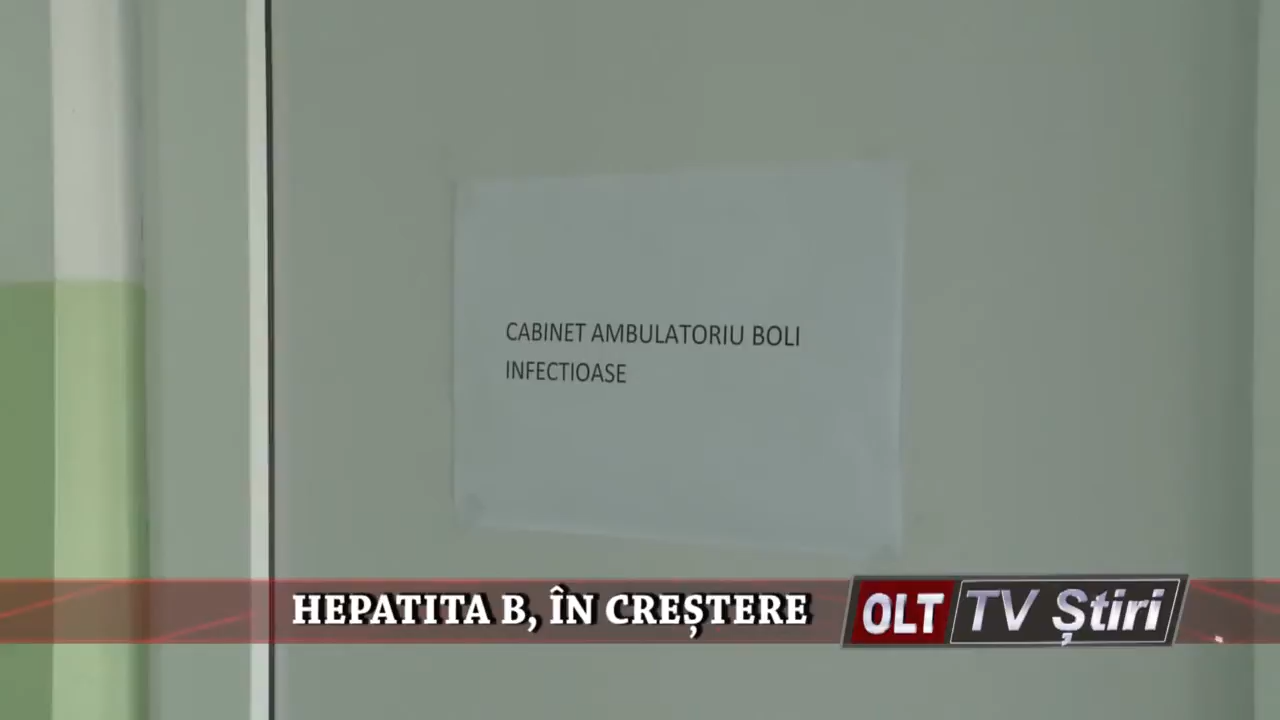 CABINET AMBULATORIU BOLI
INFECTIOASE
HEPATITA B, ÎN CREȘTERE
OLT TV Știri